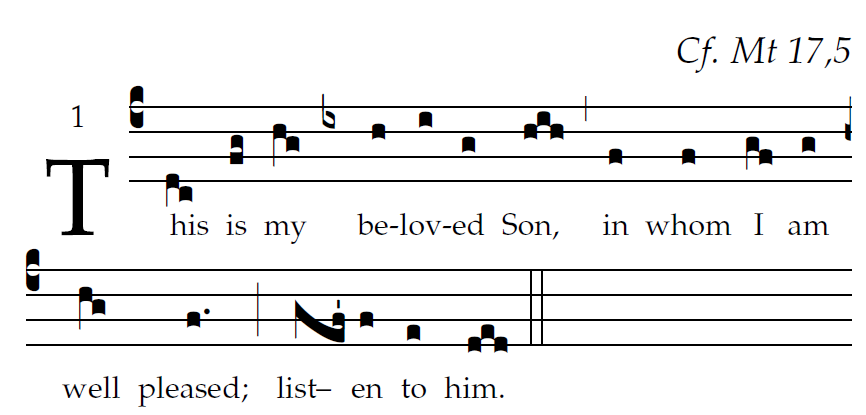 Cf. Mt 17,5
1
This is my be-lov-ed Son, in whom I am
well pleased; list– en to him.